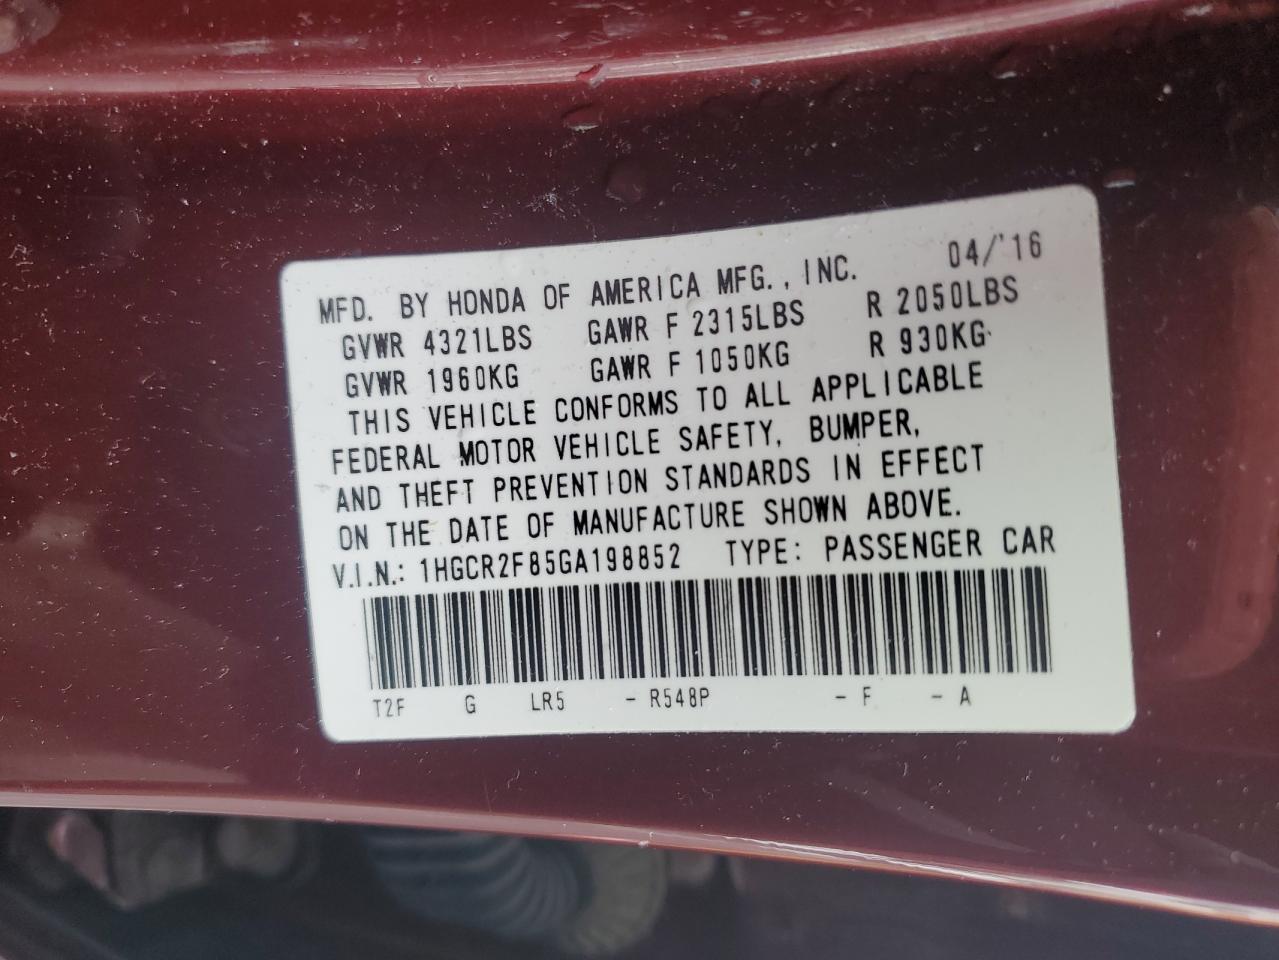 MFD. BY HONDA OF AMERICA MFG., INC. 04/'16
GVWR 4321LBS GAWR F 2315LBS R 2050LBS
GVWR 1960KG GAWR F 1050KG R 930KG
THIS VEHICLE CONFORMS TO ALL APPLICABLE
FEDERAL MOTOR VEHICLE SAFETY, BUMPER,
AND THEFT PREVENTION STANDARDS IN EFFECT
ON THE DATE OF MANUFACTURE SHOWN ABOVE.
V.I.N.: 1HGCR2F85GA198852 TYPE: PASSENGER CAR
T2F G LR5 - R548P - F - A